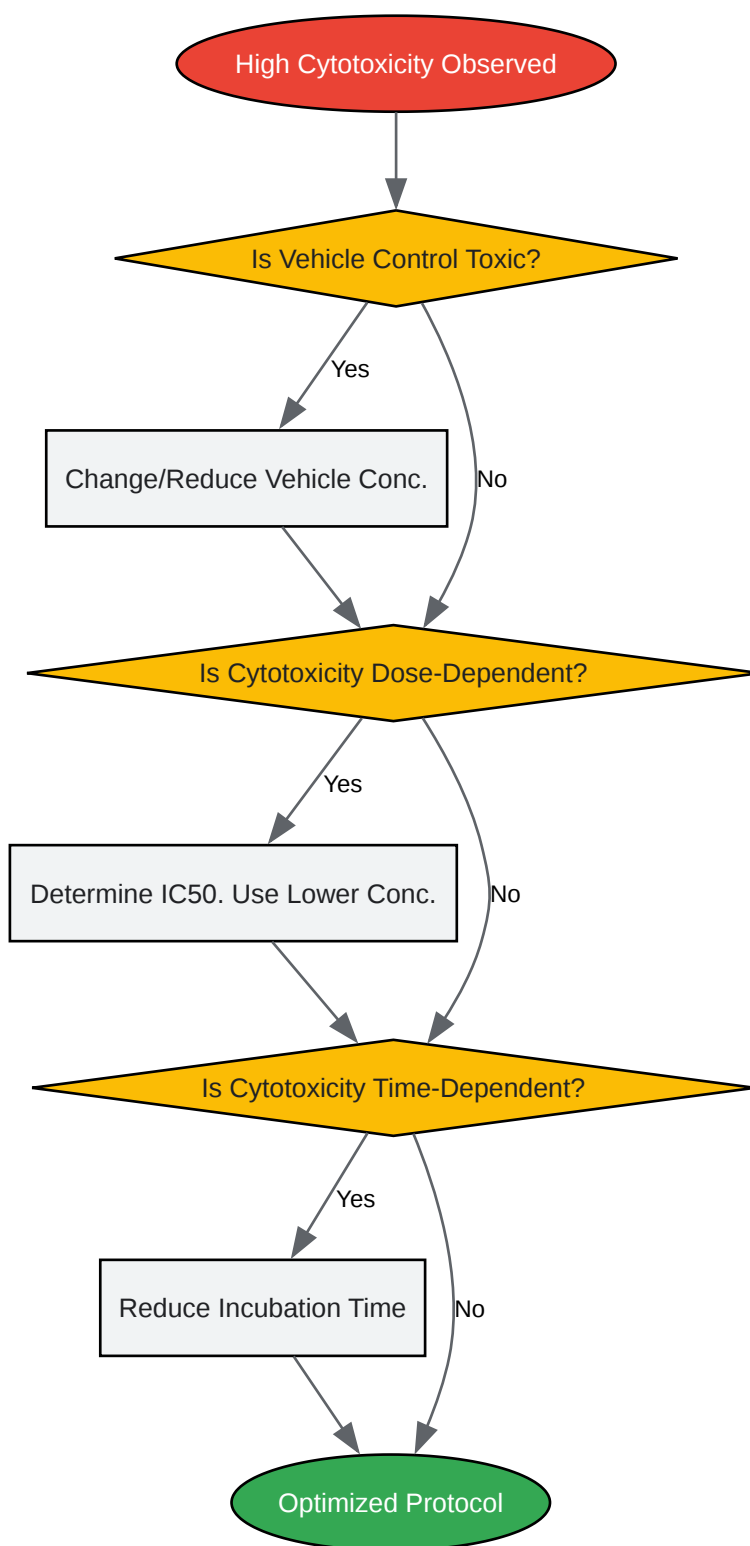 High Cytotoxicity Observed
Is Vehicle Control Toxic?
Yes
Change/Reduce Vehicle Conc.
No
Is Cytotoxicity Dose-Dependent?
Yes
Determine IC50. Use Lower Conc.
No
Is Cytotoxicity Time-Dependent?
Yes
Reduce Incubation Time
No
Optimized Protocol